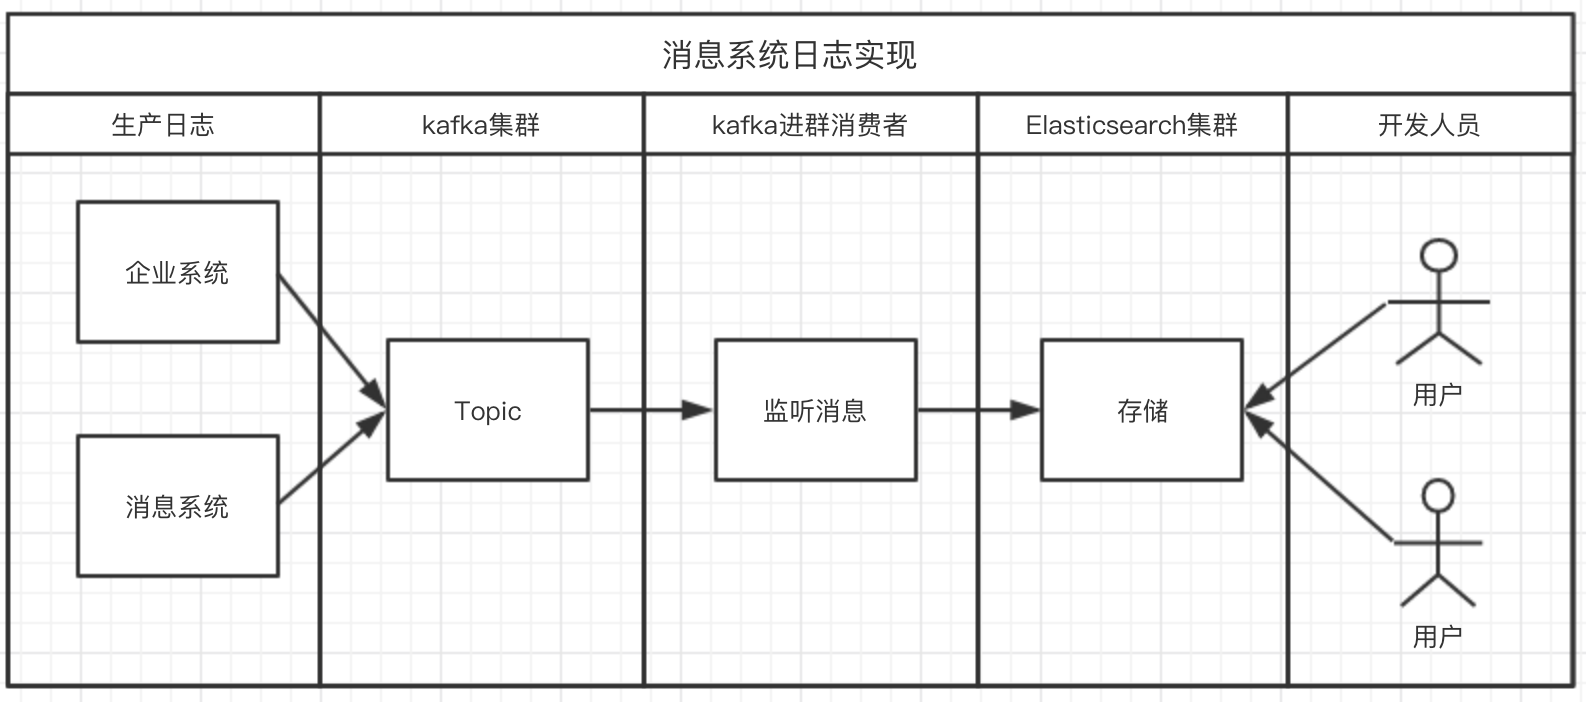 消息系统日志实现
生产日志
kafka集群
kafka进群消费者
Elasticsearch集群
开发人员
企业系统
消息系统
Topic
监听消息
存储
用户
用户